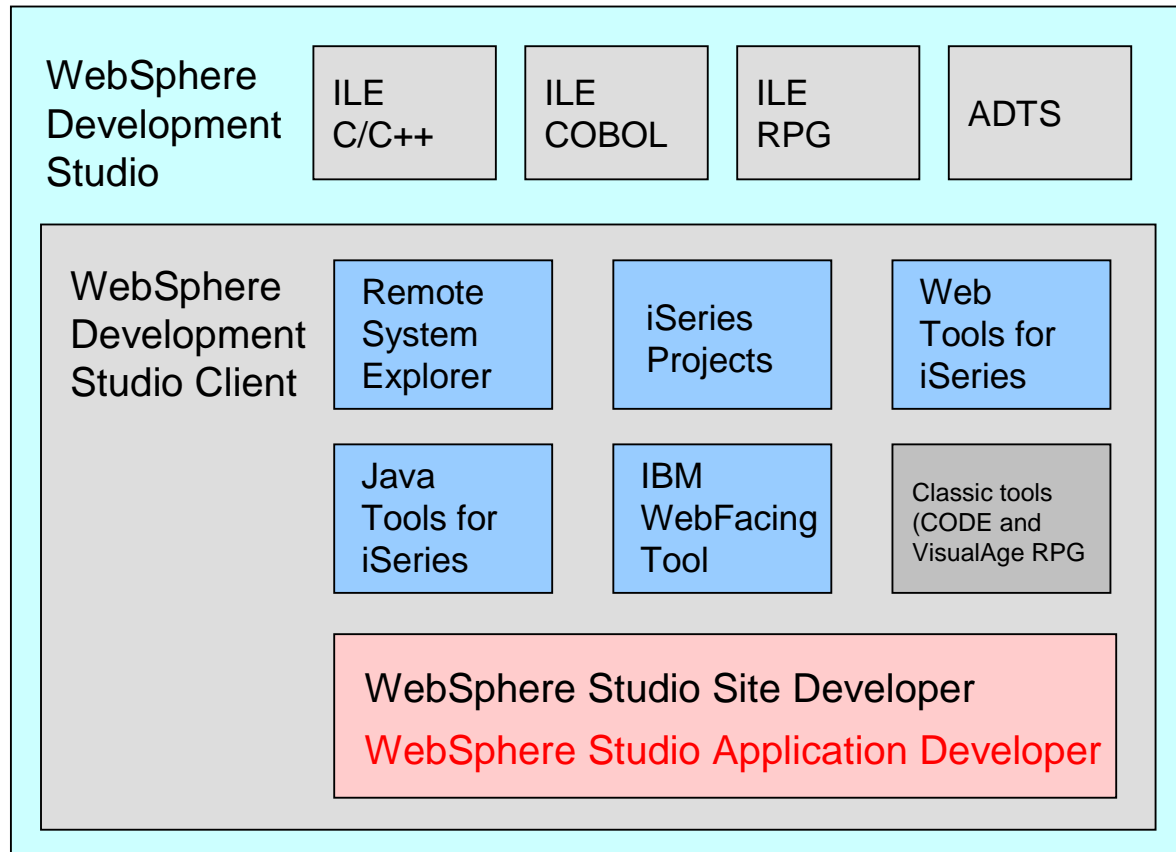 WebSphere
Development
Studio
ILE
C/C++
ILE
COBOL
ILE
RPG
ADTS
WebSphere
Development
Studio Client
Remote
System
Explorer
iSeries
Projects
Web
Tools for
iSeries
Java
Tools for
iSeries
IBM
WebFacing
Tool
Classic tools
(CODE and
VisualAge RPG
WebSphere Studio Site Developer
WebSphere Studio Application Developer